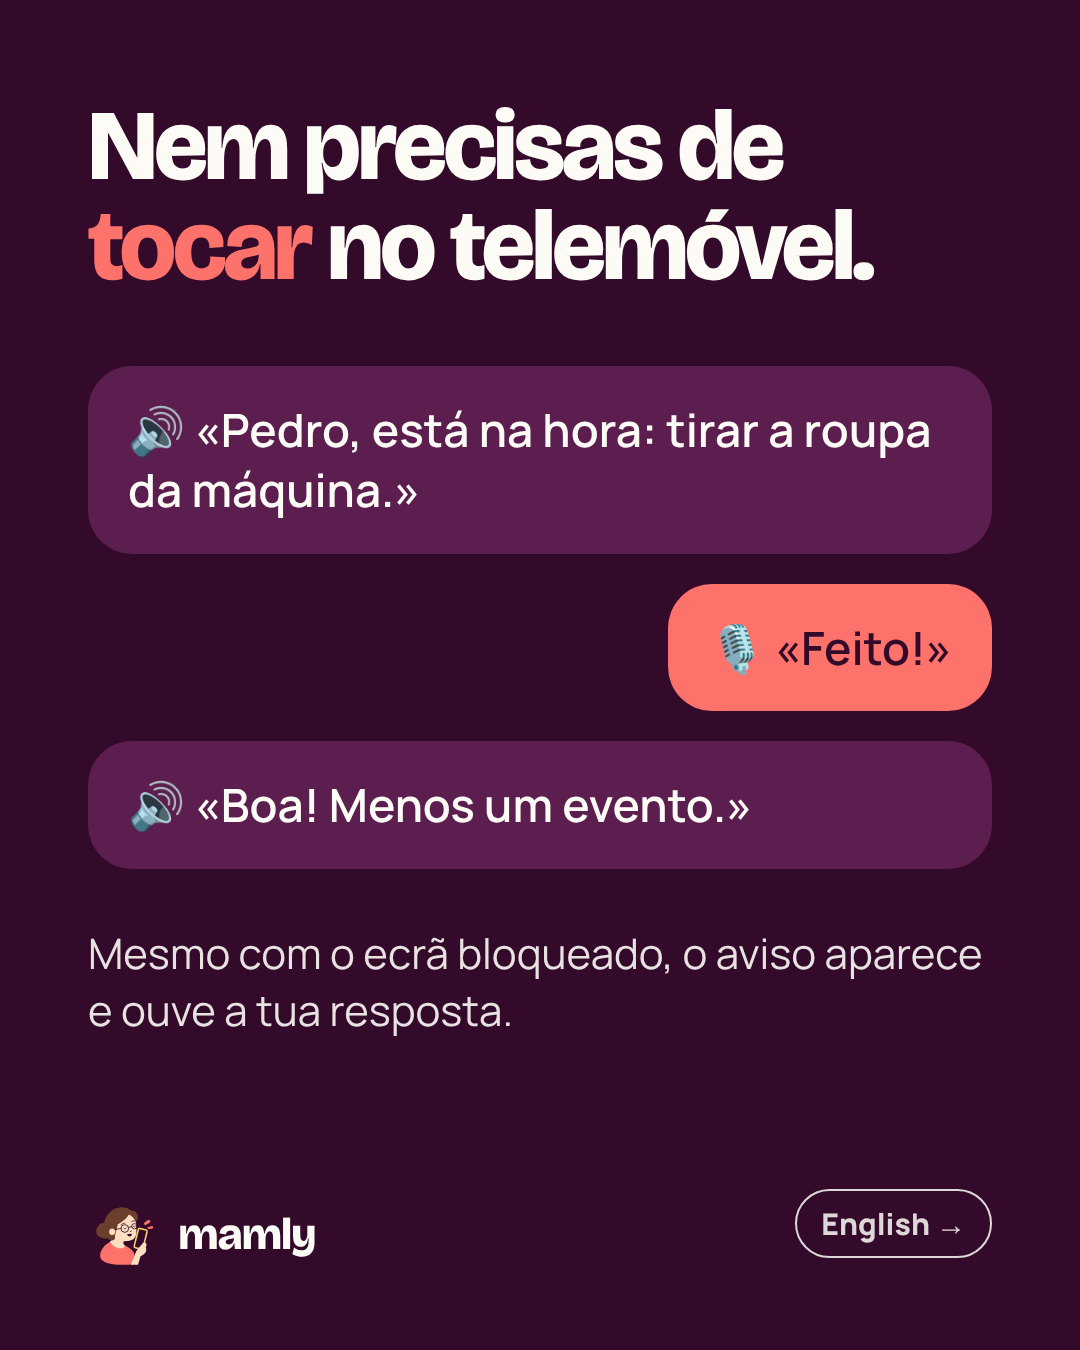 Nem precisas de
tocar no telemóvel.
🔊 «Pedro, está na hora: tirar a roupa
da máquina.»
🎙️ «Feito!»
🔊 «Boa! Menos um evento.»
Mesmo com o ecrã bloqueado, o aviso aparece
e ouve a tua resposta.
mamly
English →